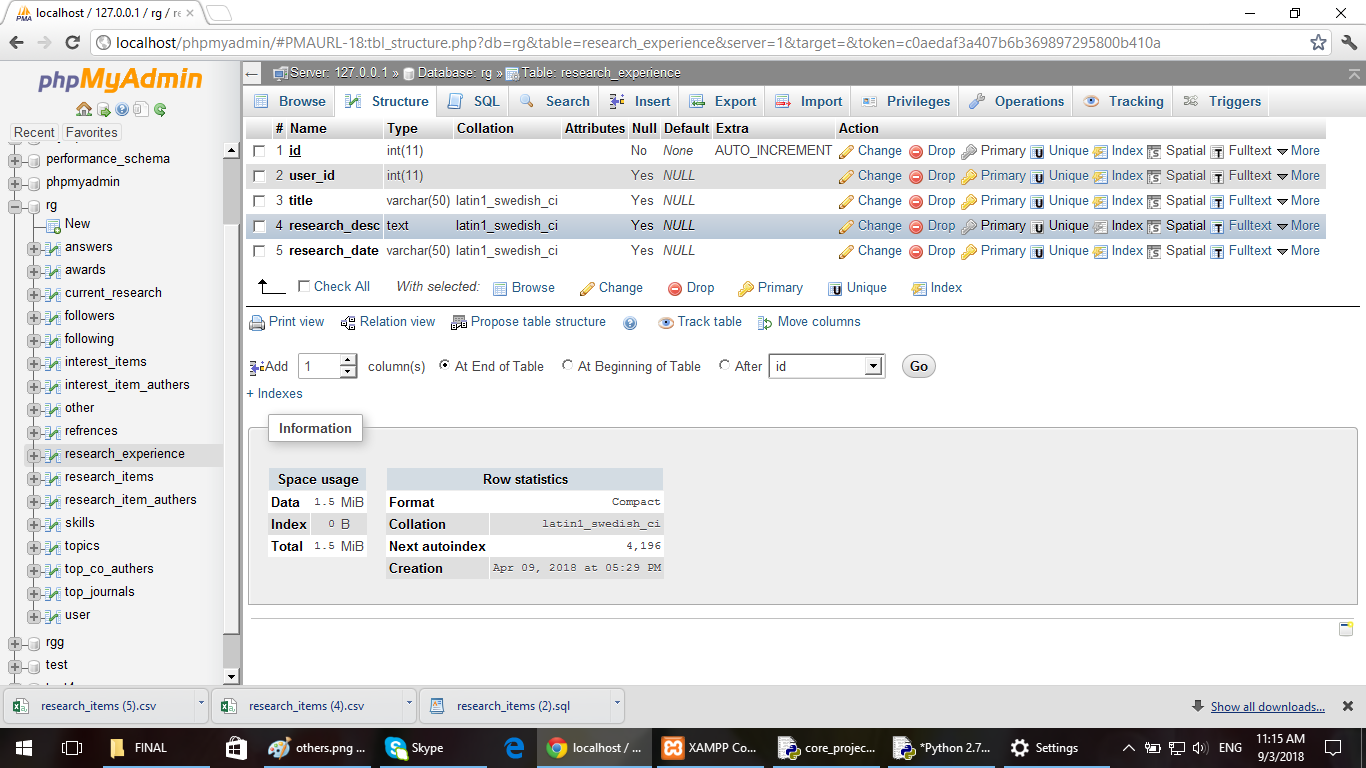 localhost / 127.0.0.1 / rg / re
localhost/phpmyadmin/#PMAURL-18:tbl_structure.php?db=rg&table=research_experience&server=1&target=&token=c0aedaf3a407b6b369897295800b410a
phpMyAdmin
Recent Favorites
performance_schema
phpmyadmin
rg
New
answers
awards
current_research
followers
following
interest_items
interest_item_authers
other
refrences
research_experience
research_items
research_item_authers
skills
topics
top_co_authers
top_journals
user
rgg
test
Server: 127.0.0.1 » Database: rg » Table: research_experience
Browse Structure SQL Search Insert Export Import Privileges Operations Tracking Triggers
# Name Type Collation Attributes Null Default Extra Action
1 id int(11) No None AUTO_INCREMENT Change Drop Primary Unique Index Spatial Fulltext More
2 user_id int(11) Yes NULL Change Drop Primary Unique Index Spatial Fulltext More
3 title varchar(50) latin1_swedish_ci Yes NULL Change Drop Primary Unique Index Spatial Fulltext More
4 research_desc text latin1_swedish_ci Yes NULL Change Drop Primary Unique Index Spatial Fulltext More
5 research_date varchar(50) latin1_swedish_ci Yes NULL Change Drop Primary Unique Index Spatial Fulltext More
Check All With selected: Browse Change Drop Primary Unique Index
Print view Relation view Propose table structure Track table Move columns
Add 1 column(s) At End of Table At Beginning of Table After id Go
+ Indexes
Information
Space usage
Data 1.5 MiB
Index 0 B
Total 1.5 MiB
Row statistics
Format Compact
Collation latin1_swedish_ci
Next autoindex 4,196
Creation Apr 09, 2018 at 05:29 PM
research_items (5).csv research_items (4).csv research_items (2).sql Show all downloads...
FINAL others.png ... Skype localhost / ... XAMPP Co... core_projec... *Python 2.7... Settings ENG 11:15 AM
9/3/2018